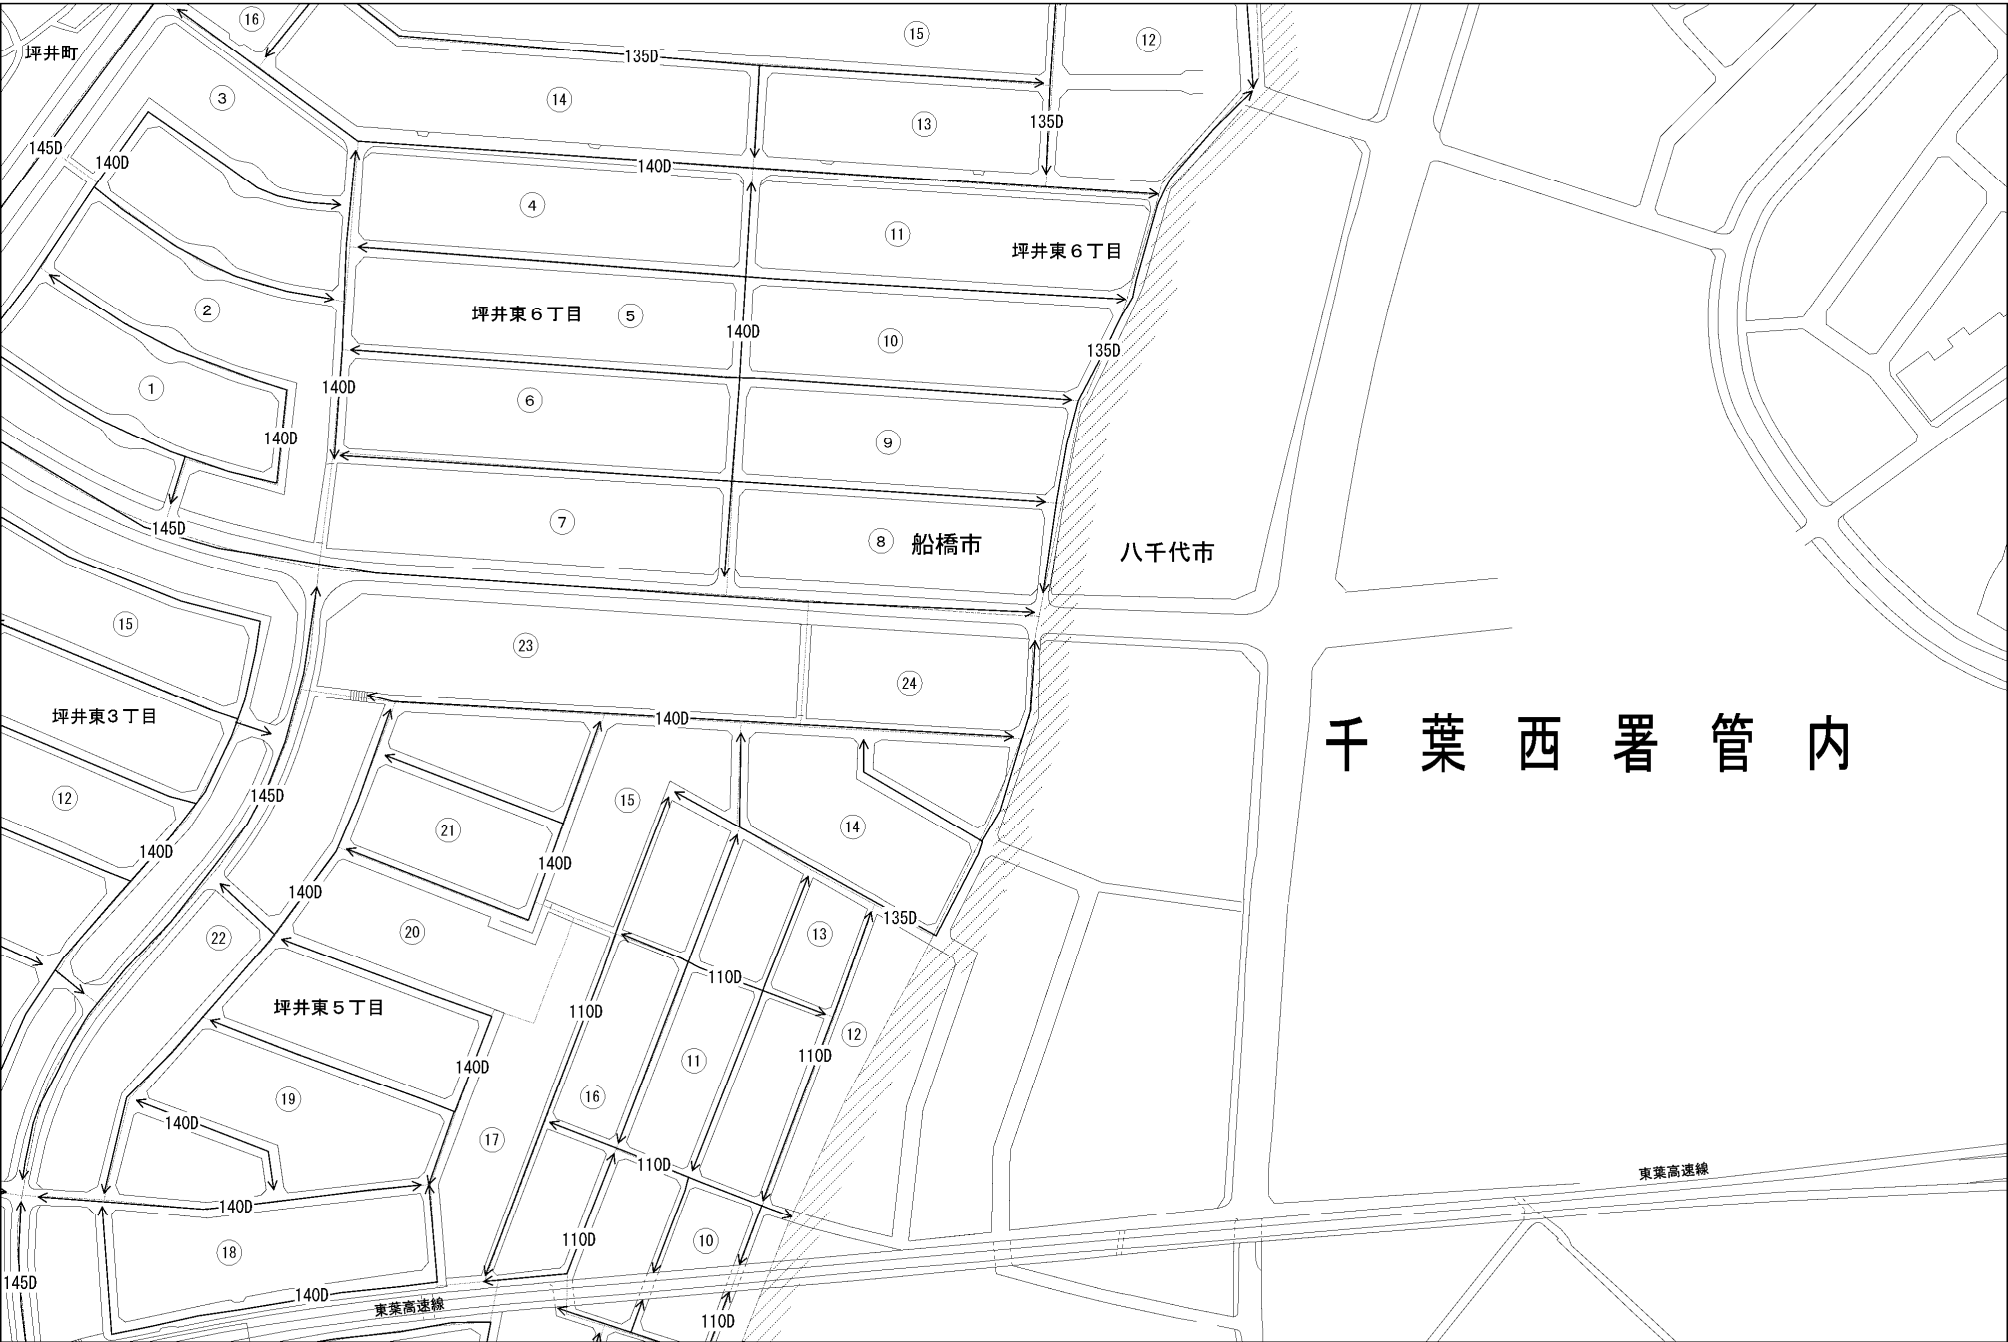 ⑯
⑮
⑫
坪井町
135D
③
⑭
⑬
135D
145D
140D
140D
④
⑪
坪井東6丁目
②
坪井東6丁目
⑤
140D
⑩
135D
①
140D
⑥
140D
⑨
145D
⑦
⑧
船橋市
八千代市
⑮
㉓
㉔
坪井東3丁目
140D
千葉西署管内
145D
⑫
⑮
㉑
⑭
140D
140D
140D
135D
㉒
⑳
⑬
110D
坪井東5丁目
110D
⑫
110D
⑪
140D
⑲
⑯
140D
⑰
110D
東葉高速線
140D
⑱
110D
⑩
145D
140D
東葉高速線
110D